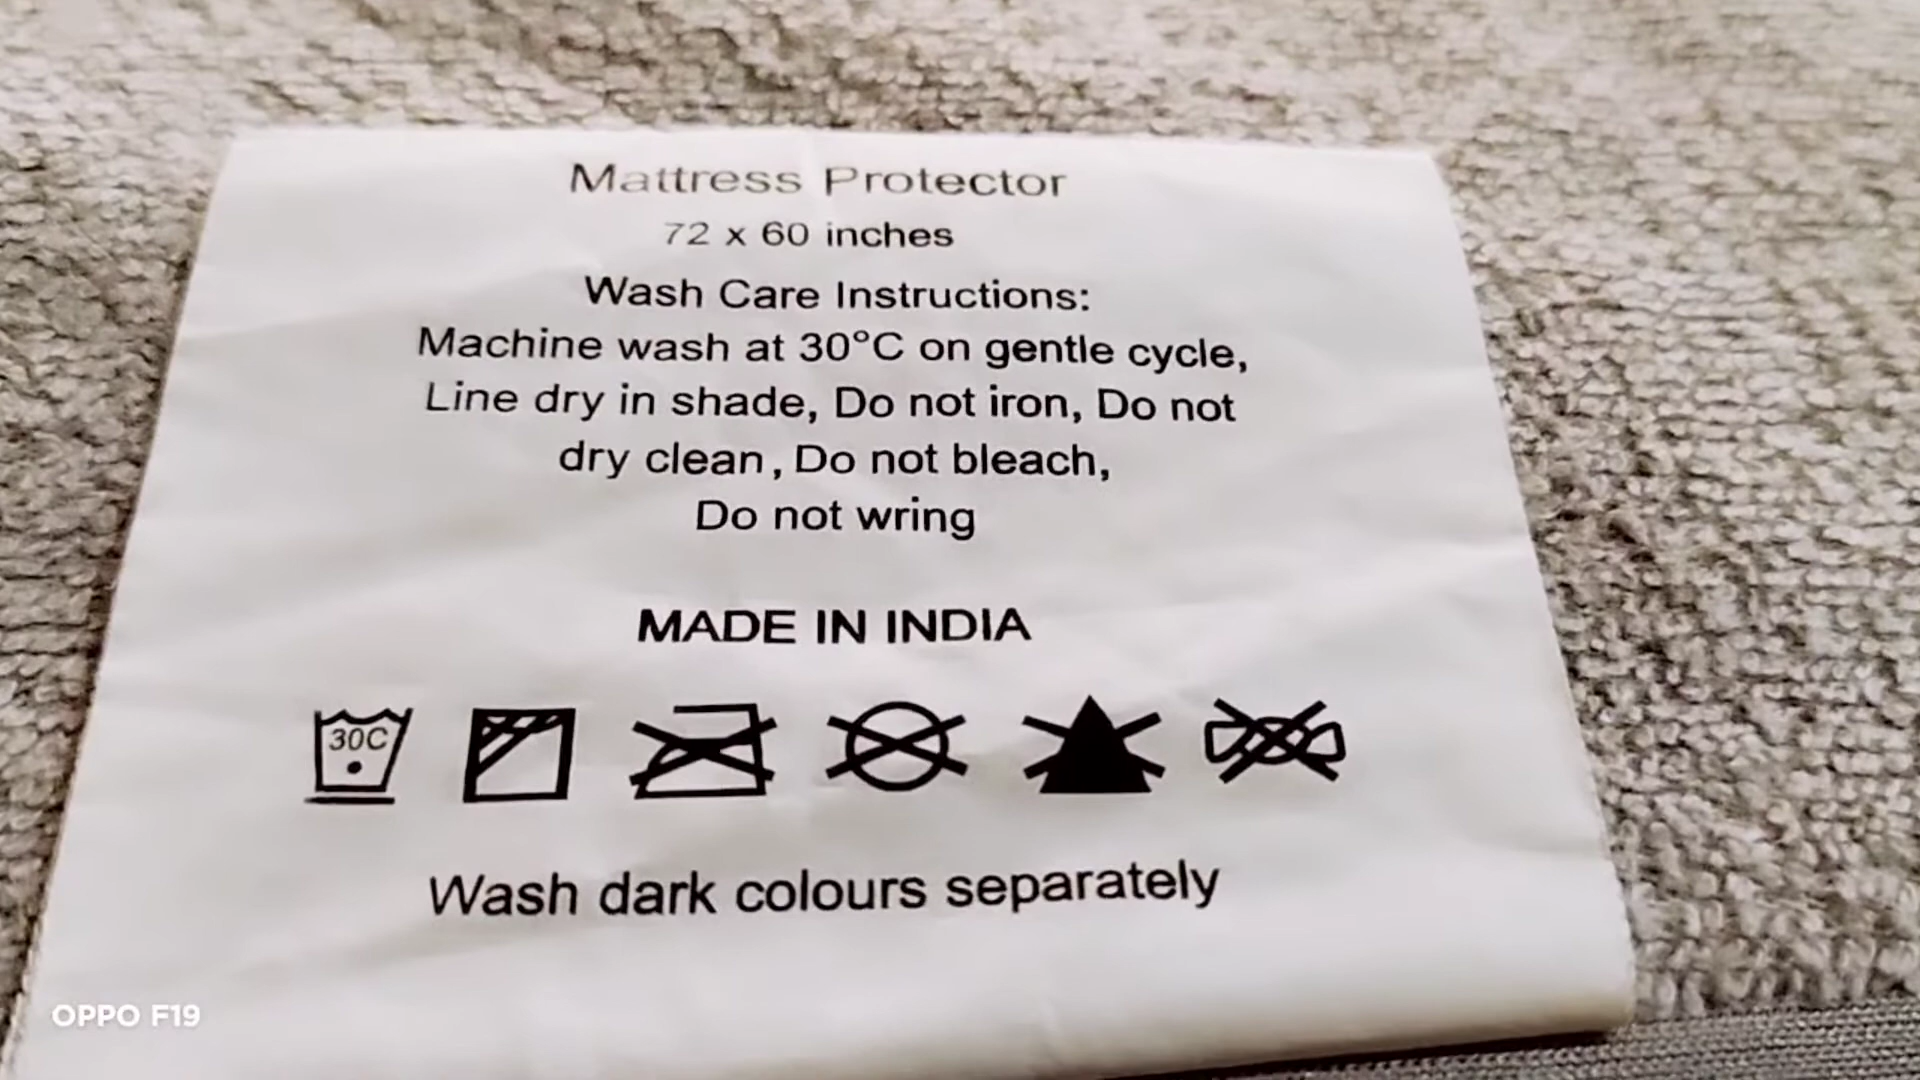 Mattress Protector
72 x 60 inches
Wash Care Instructions:
Machine wash at 30°C on gentle cycle,
Line dry in shade, Do not iron, Do not
dry clean, Do not bleach,
Do not wring
MADE IN INDIA
30C
Wash dark colours separately
OPPO F19